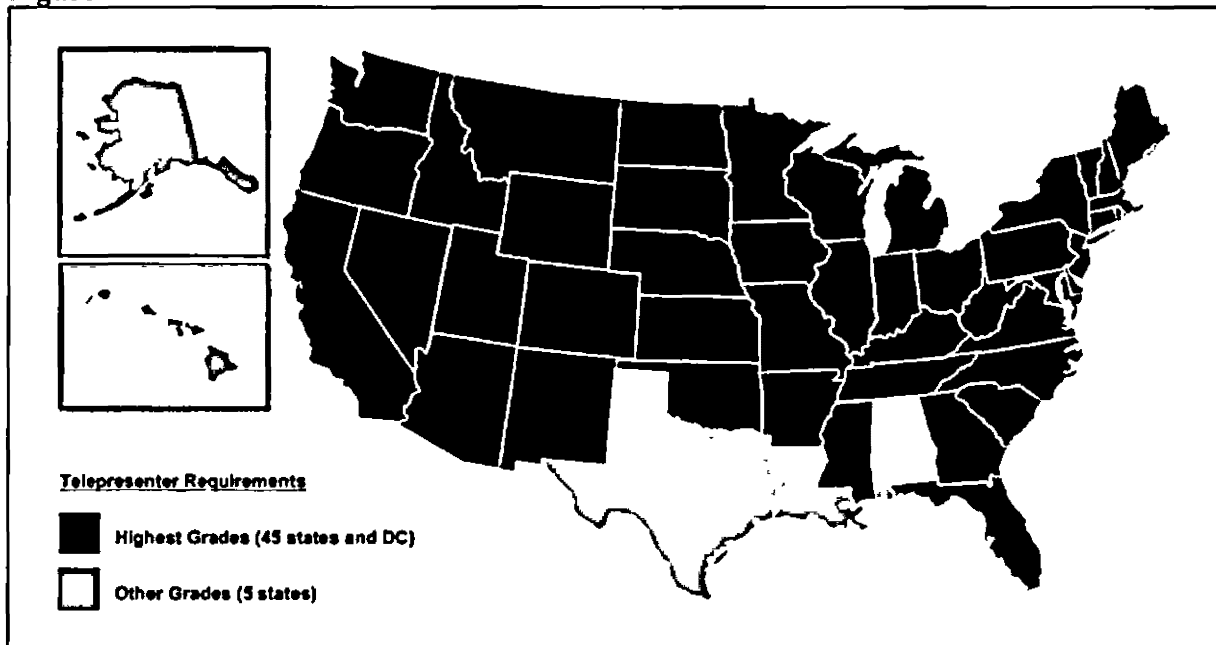 Telepresenter Requirements
Highest Grades (45 states and DC)
Other Grades (5 states)